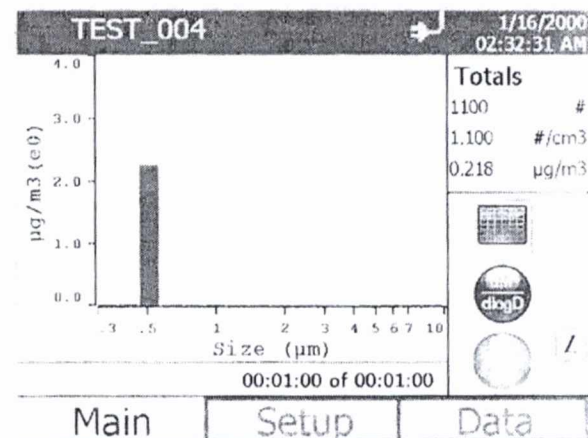 TEST_004
1/16/2000
02:32:31 AM
Totals
1100 #
1.100 #/cm3
0.218 µg/m3
µg/m3(e0)
4.0
3.0
2.0
1.0
0.0
.3 .5 1 2 3 4 5 6 7 10
Size (µm)
dlogD
00:01:00 of 00:01:00
Main Setup Data